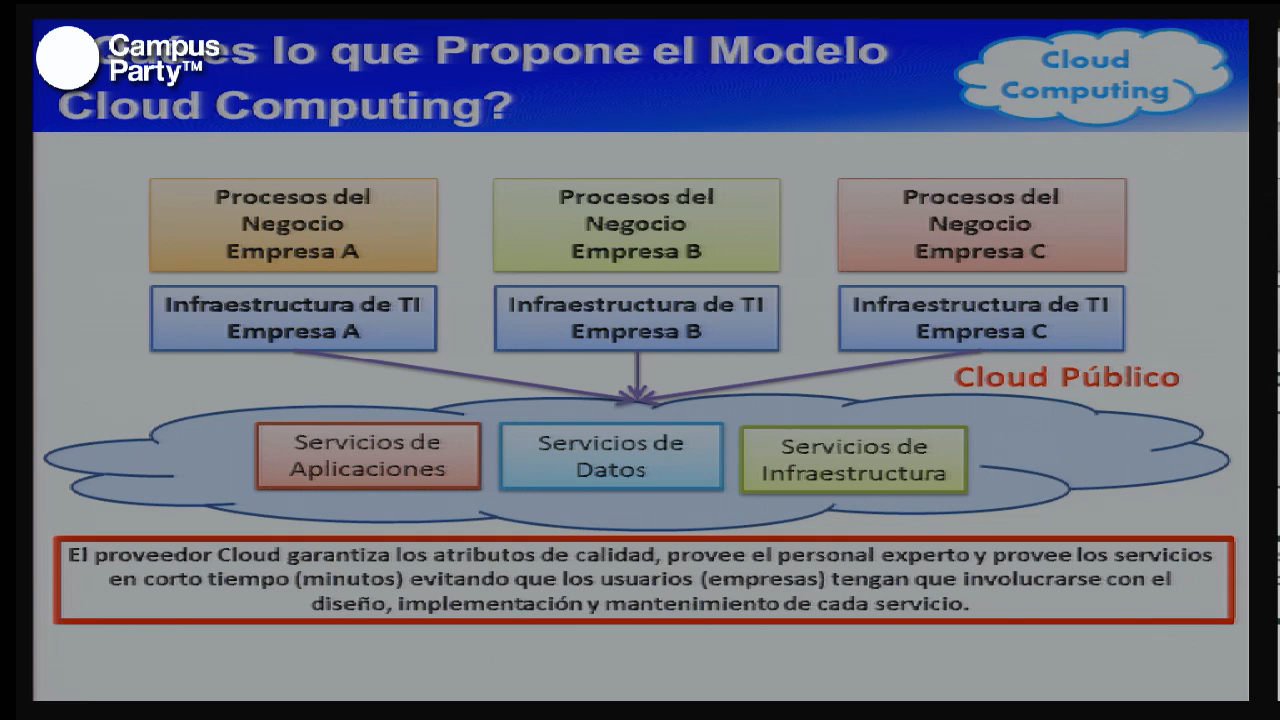 Campus
Party™
es lo que Propone el Modelo
Cloud Computing?
Cloud
Computing
Procesos del
Negocio
Empresa A
Procesos del
Negocio
Empresa B
Procesos del
Negocio
Empresa C
Infraestructura de TI
Empresa A
Infraestructura de TI
Empresa B
Infraestructura de TI
Empresa C
Cloud Público
Servicios de
Aplicaciones
Servicios de
Datos
Servicios de
Infraestructura
El proveedor Cloud garantiza los atributos de calidad, provee el personal experto y provee los servicios
en corto tiempo (minutos) evitando que los usuarios (empresas) tengan que involucrarse con el
diseño, implementación y mantenimiento de cada servicio.